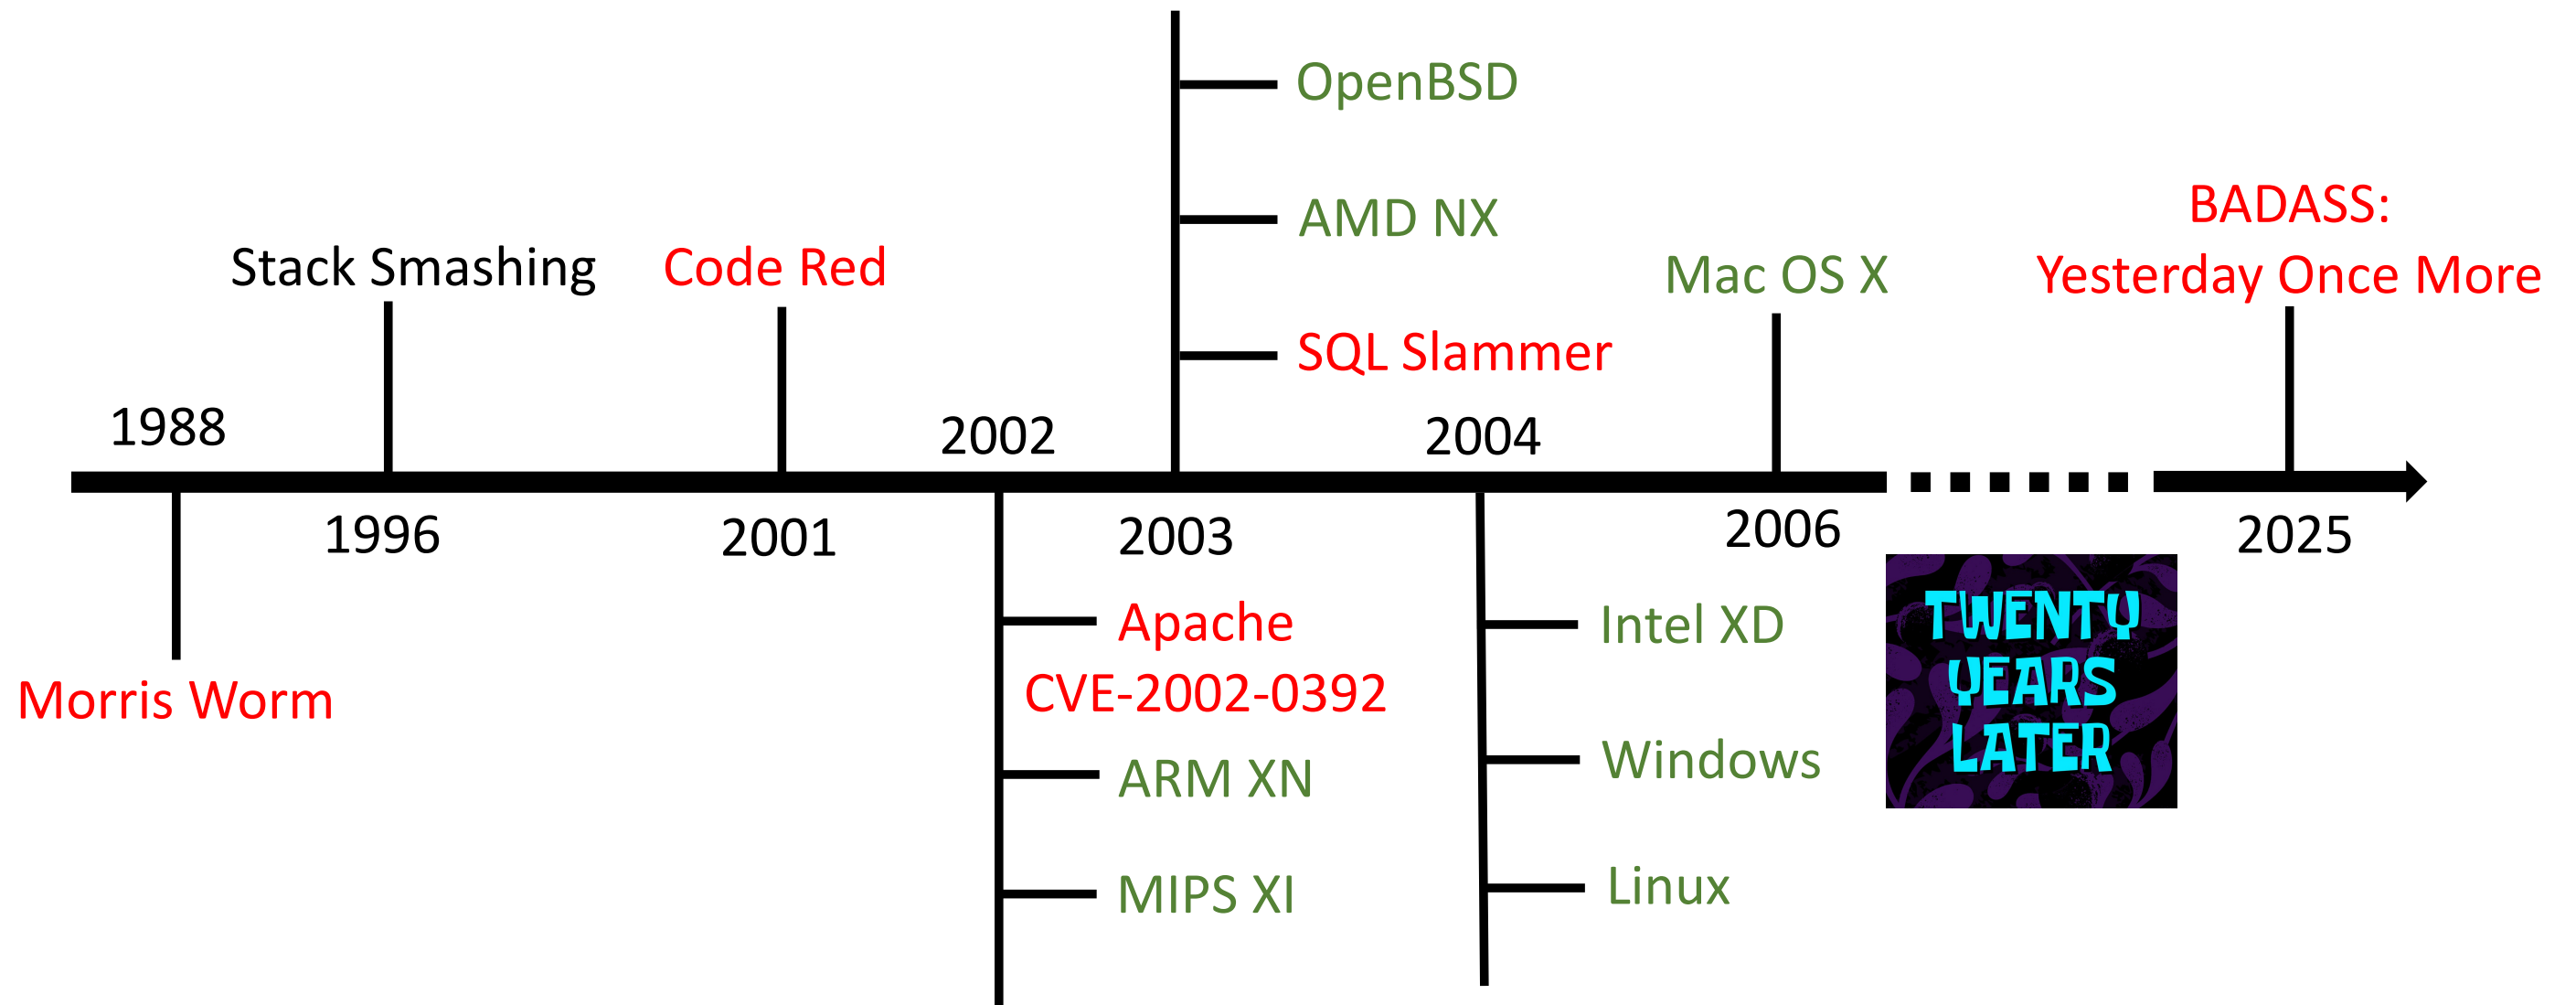 OpenBSD
AMD NX
SQL Slammer
Stack Smashing
Code Red
Mac OS X
BADASS:
Yesterday Once More
1988
2002
2004
1996
2001
2003
2006
2025
Morris Worm
Apache
CVE-2002-0392
ARM XN
MIPS XI
Intel XD
Windows
Linux
TWENTY
YEARS
LATER